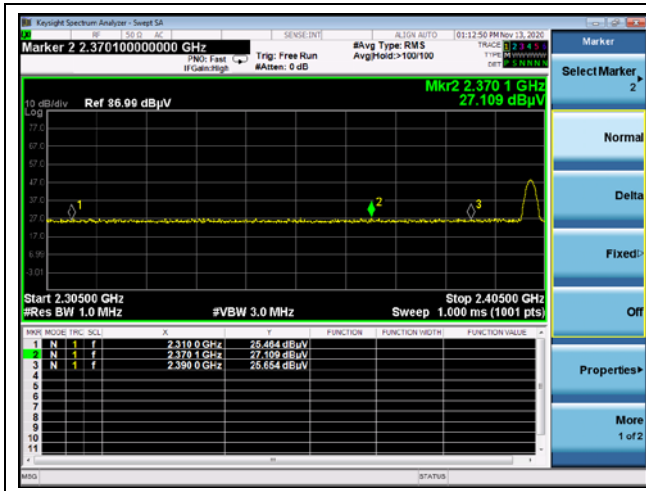 Keysight Spectrum Analyzer - Swept SA
RF 50 Ω AC SENSE:INT ALIGN AUTO 01:12:50 PM Nov 13, 2020
Marker 2 2.370100000000 GHz
PNO: Fast
IFGain:High
Trig: Free Run
#Atten: 0 dB
#Avg Type: RMS
Avg|Hold:>100/100
TRACE 1 2 3 4 5 6
TYPE M
DET P S N N N N
Mkr2 2.370 1 GHz
27.109 dBµV
10 dB/div Ref 86.99 dBµV
Log
77.0
67.0
57.0
47.0
37.0
27.0
17.0
6.99
-3.01
1
2
3
Start 2.30500 GHz
Stop 2.40500 GHz
#Res BW 1.0 MHz #VBW 3.0 MHz Sweep 1.000 ms (1001 pts)
MKR MODE TRC SCL X Y FUNCTION FUNCTION WIDTH FUNCTION VALUE
1 N 1 f 2.310 0 GHz 25.464 dBµV
2 N 1 f 2.370 1 GHz 27.109 dBµV
3 N 1 f 2.390 0 GHz 25.654 dBµV
4
5
6
7
8
9
10
11
MSG STATUS
Marker
Select Marker
2
Normal
Delta
Fixed
Off
Properties
More
1 of 2